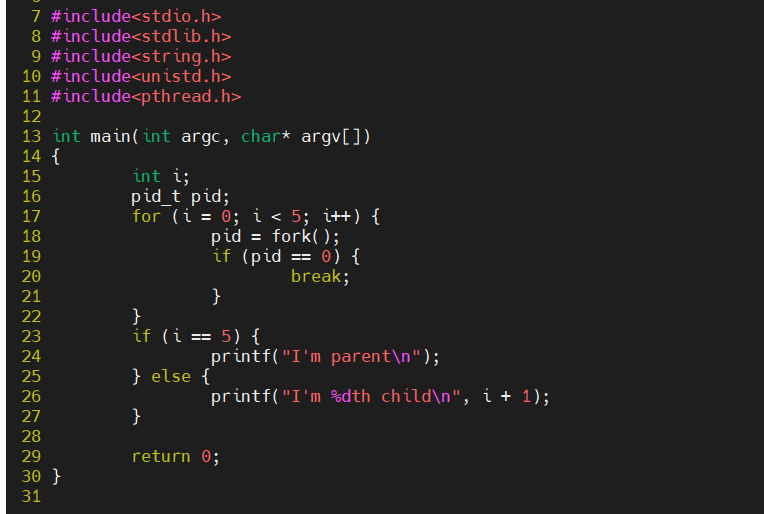 7 #include<stdio.h>
8 #include<stdlib.h>
9 #include<string.h>
10 #include<unistd.h>
11 #include<pthread.h>
12
13 int main(int argc, char* argv[])
14 {
15         int i;
16         pid_t pid;
17         for (i = 0; i < 5; i++) {
18                 pid = fork();
19                 if (pid == 0) {
20                         break;
21                 }
22         }
23         if (i == 5) {
24                 printf("I'm parent\n");
25         } else {
26                 printf("I'm %dth child\n", i + 1);
27         }
28
29         return 0;
30 }
31